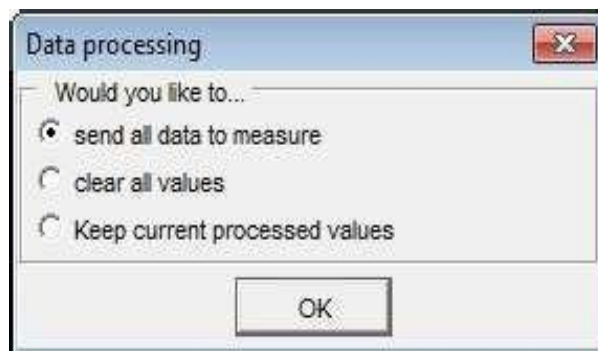 Data processing
Would you like to...
send all data to measure
clear all values
Keep current processed values
OK